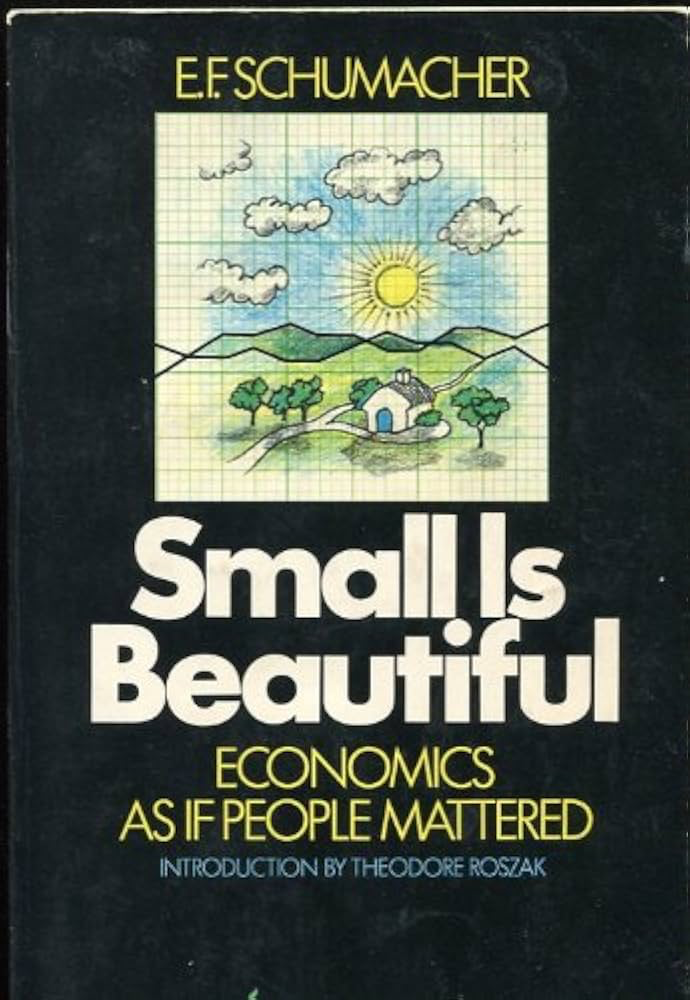 E.F. SCHUMACHER
Small Is
Beautiful
ECONOMICS
AS IF PEOPLE MATTERED
INTRODUCTION BY THEODORE ROSZAK